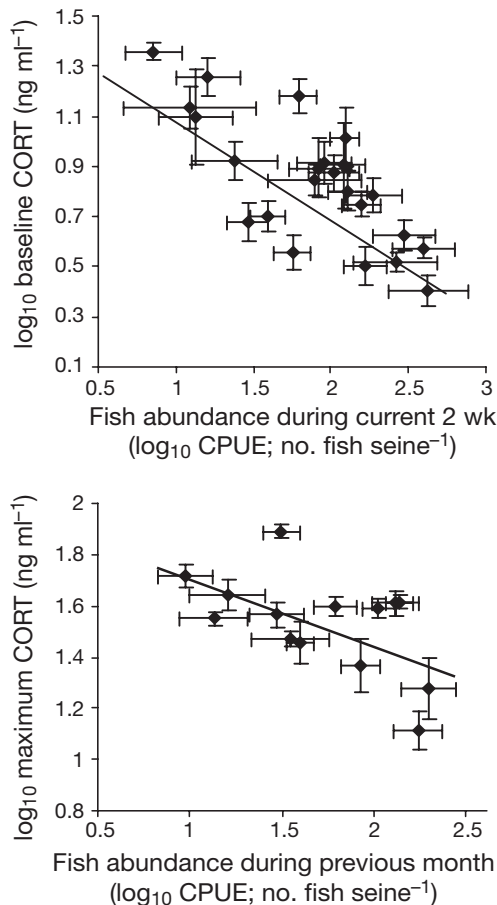 log₁₀ baseline CORT (ng ml⁻¹)
1.5
1.3
1.1
0.9
0.7
0.5
0.3
0.1
0.5 1 1.5 2 2.5 3
Fish abundance during current 2 wk
(log₁₀ CPUE; no. fish seine⁻¹)
log₁₀ maximum CORT (ng ml⁻¹)
2
1.8
1.6
1.4
1.2
1
0.8
0.5 1 1.5 2 2.5
Fish abundance during previous month
(log₁₀ CPUE; no. fish seine⁻¹)